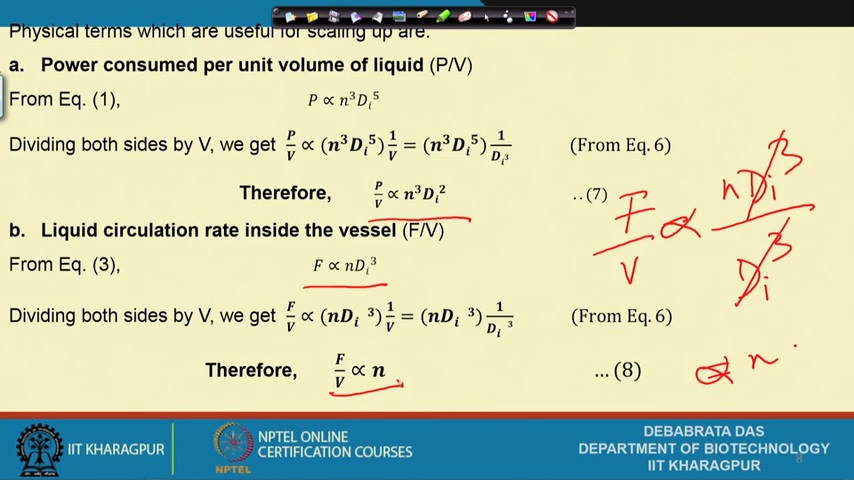 Physical terms which are useful for scaling up are:
a. Power consumed per unit volume of liquid (P/V)
From Eq. (1), P ∝ n³Dᵢ⁵
Dividing both sides by V, we get P/V ∝ (n³Dᵢ⁵) 1/V = (n³Dᵢ⁵) 1/Dᵢ³ (From Eq. 6)
Therefore, P/V ∝ n³Dᵢ² ..(7)
b. Liquid circulation rate inside the vessel (F/V)
From Eq. (3), F ∝ nDᵢ³
Dividing both sides by V, we get F/V ∝ (nDᵢ ³) 1/V = (nDᵢ ³) 1/Dᵢ ³ (From Eq. 6)
Therefore, F/V ∝ n ... (8)
F/V ∝ nDᵢ³/Dᵢ³
∝ n
IIT KHARAGPUR
NPTEL
NPTEL ONLINE
CERTIFICATION COURSES
DEBABRATA DAS
DEPARTMENT OF BIOTECHNOLOGY
IIT KHARAGPUR
8